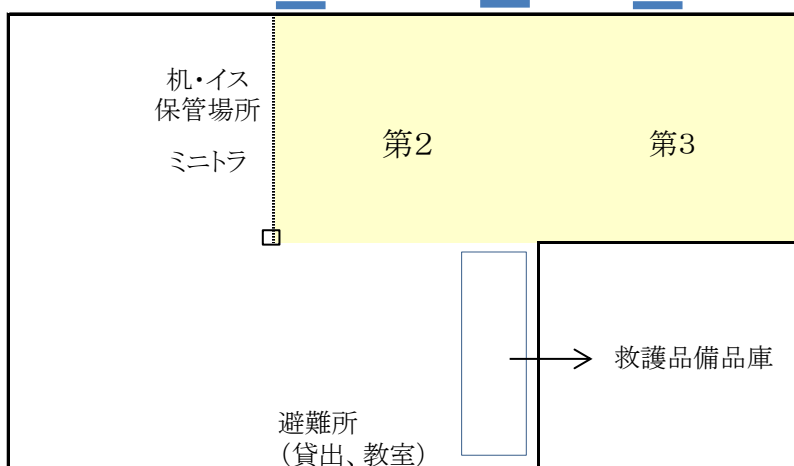 机・イス
保管場所
ミニトラ
第2
第3
救護品備品庫
避難所
（貸出、教室）